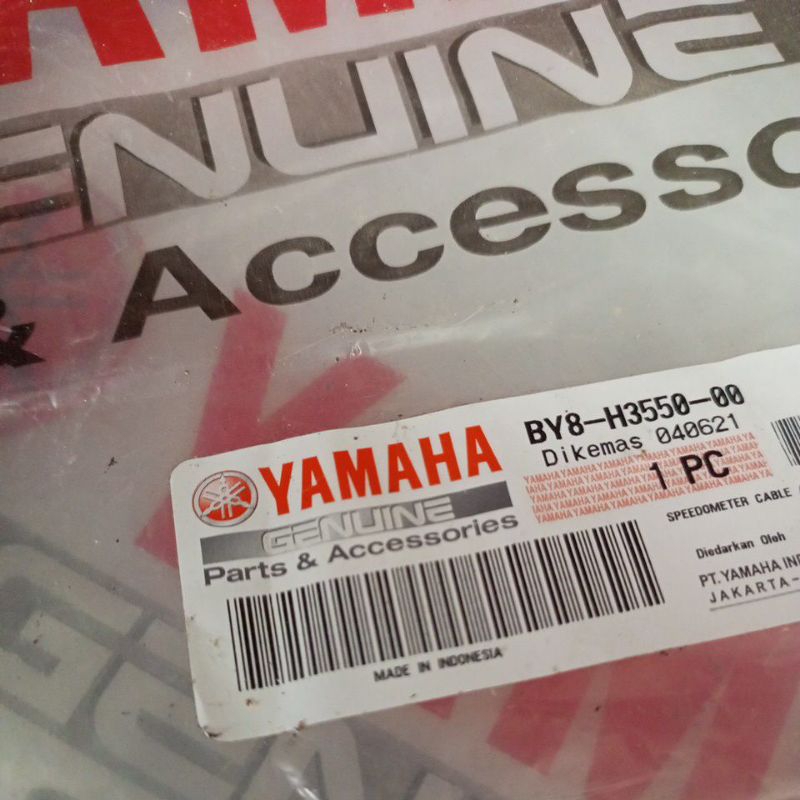 GENUINE
& Accesso
BY8-H3550-00
Dikemas 040621
1 PC
YAMAHA
GENUINE
Parts & Accessories
SPEEDOMETER CABLE
Diedarkan Oleh
PT. YAMAHA IN
JAKARTA-
MADE IN INDONESIA